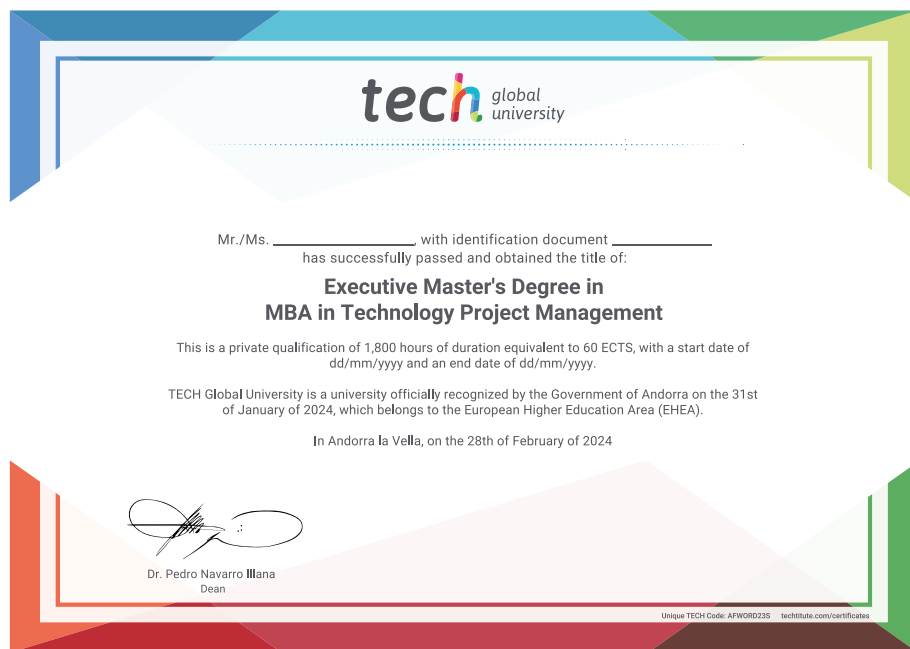 tech global university
Mr./Ms. ______________, with identification document __________
has successfully passed and obtained the title of:
Executive Master's Degree in
MBA in Technology Project Management
This is a private qualification of 1,800 hours of duration equivalent to 60 ECTS, with a start date of
dd/mm/yyyy and an end date of dd/mm/yyyy.
TECH Global University is a university officially recognized by the Government of Andorra on the 31st
of January of 2024, which belongs to the European Higher Education Area (EHEA).
In Andorra la Vella, on the 28th of February of 2024
Dr. Pedro Navarro Illana
Dean
Unique TECH Code: AFWORD23S techtitute.com/certificates